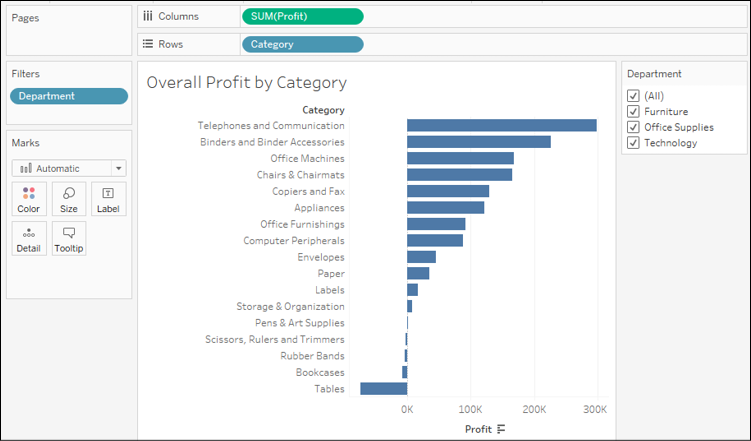 Pages
Columns
SUM(Profit)
Rows
Category
Filters
Department
Marks
Automatic
Color
Size
Label
Detail
Tooltip
Overall Profit by Category
Category
Telephones and Communication
Binders and Binder Accessories
Office Machines
Chairs & Chairmats
Copiers and Fax
Appliances
Office Furnishings
Computer Peripherals
Envelopes
Paper
Labels
Storage & Organization
Pens & Art Supplies
Scissors, Rulers and Trimmers
Rubber Bands
Bookcases
Tables
0K 100K 200K 300K
Profit
Department
(All)
Furniture
Office Supplies
Technology